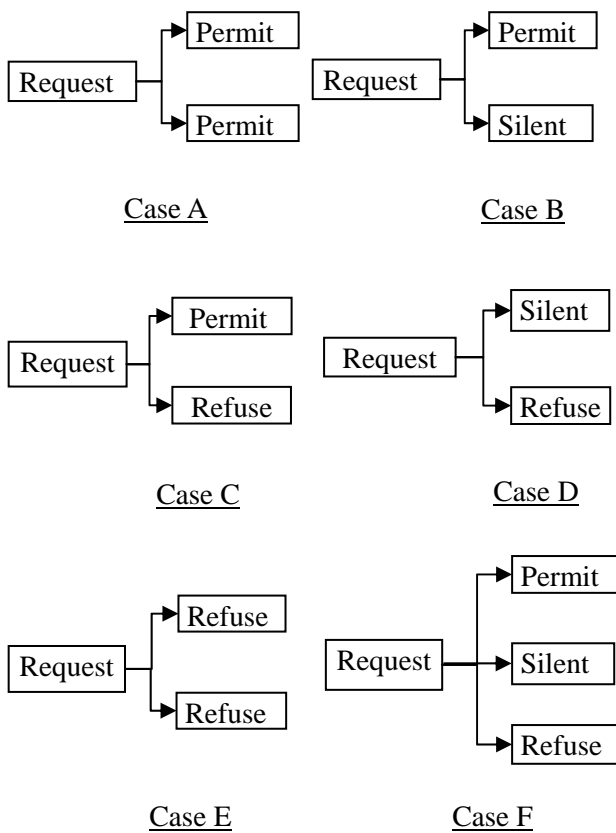 Permit
Request
Permit
Case A
Permit
Request
Silent
Case B
Permit
Request
Refuse
Case C
Silent
Request
Refuse
Case D
Refuse
Request
Refuse
Case E
Permit
Request
Silent
Refuse
Case F